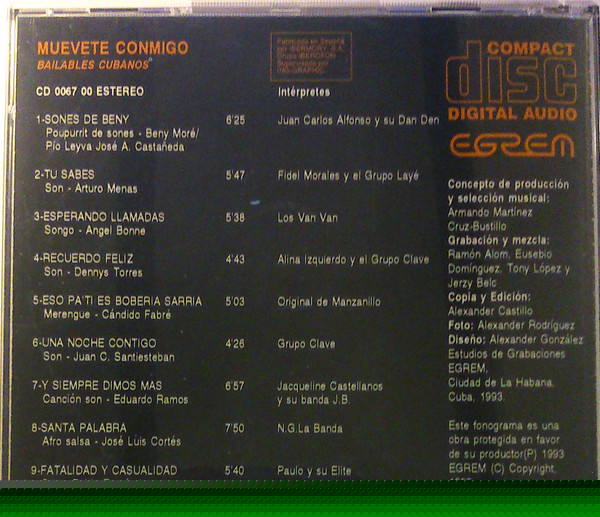 MUEVETE CONMIGO
BAILABLES CUBANOS
Fabricado en España
por IBERMORY, S.A.
Grupo IBEROFON
Supervisado por
COMPACT
disc
DIGITAL AUDIO
EGREM
CD 0067 00 ESTEREO
Intérpretes
1-SONES DE BENY 6'25 Juan Carlos Alfonso y su Dan Den
Poupurrit de sones - Beny Moré/
Pío Leyva José A. Castañeda
2-TU SABES 5'47 Fidel Morales y el Grupo Layé
Son - Arturo Menas
3-ESPERANDO LLAMADAS 5'38 Los Van Van
Songo - Angel Bonne
4-RECUERDO FELIZ 4'43 Alina Izquierdo y el Grupo Clave
Son - Dennys Torres
5-ESO PA'TI ES BOBERIA SARRIA 5'03 Original de Manzanillo
Merengue - Cándido Fabré
6-UNA NOCHE CONTIGO 4'26 Grupo Clave
Son - Juan C. Santiesteban
7-Y SIEMPRE DIMOS MAS 6'57 Jacqueline Castellanos
Canción son - Eduardo Ramos y su banda J.B.
8-SANTA PALABRA 7'50 N.G.La Banda
Afro salsa - José Luis Cortés
9-FATALIDAD Y CASUALIDAD 5'40 Paulo y su Elite
Concepto de producción
y selección musical:
Armando Martínez
Cruz-Bustillo
Grabación y mezcla:
Ramón Alom, Eusebio
Domínguez, Tony López y
Jerzy Belc
Copia y Edición:
Alexander Castillo
Foto: Alexander Rodríguez
Diseño: Alexander González
Estudios de Grabaciones
EGREM,
Ciudad de La Habana.
Cuba, 1993.
Este fonograma es una
obra protegida en favor
de su productor(P) 1993
EGREM (C) Copyright,